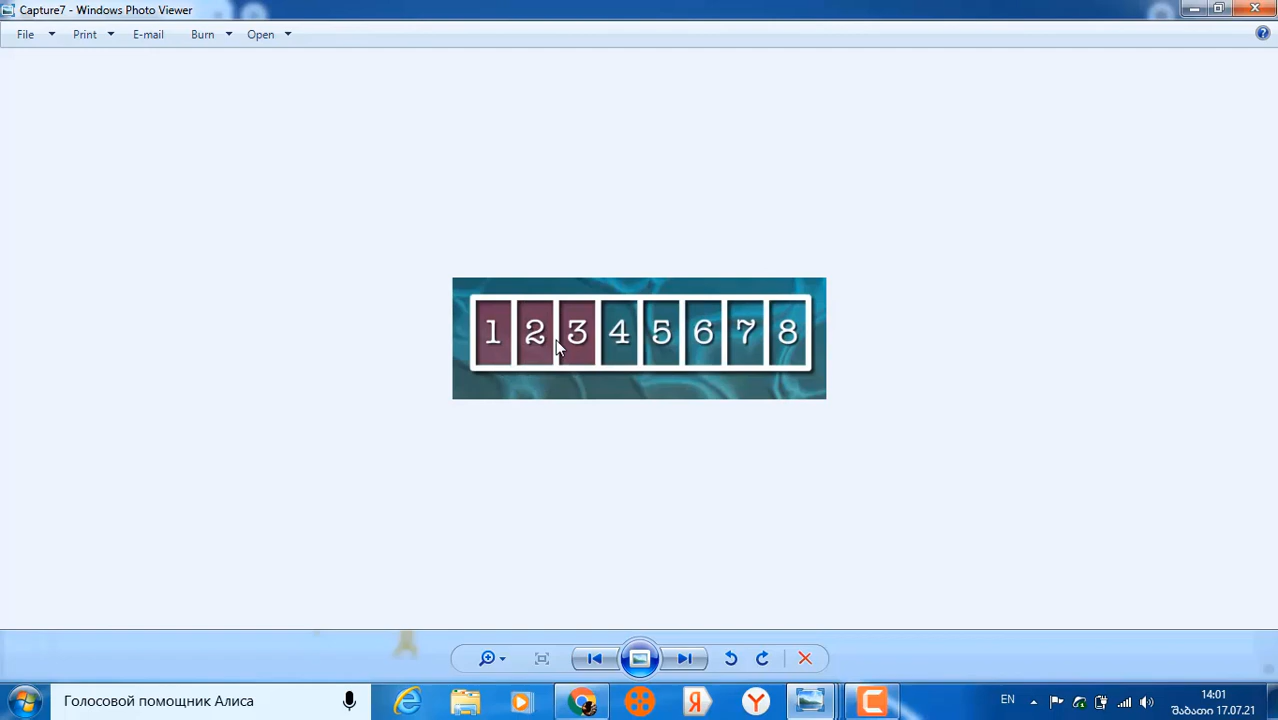 Capture7 - Windows Photo Viewer
File Print E-mail Burn Open
1 2 3 4 5 6 7 8
Голосовой помощник Алиса
EN
14:01
შაბათი 17.07.21